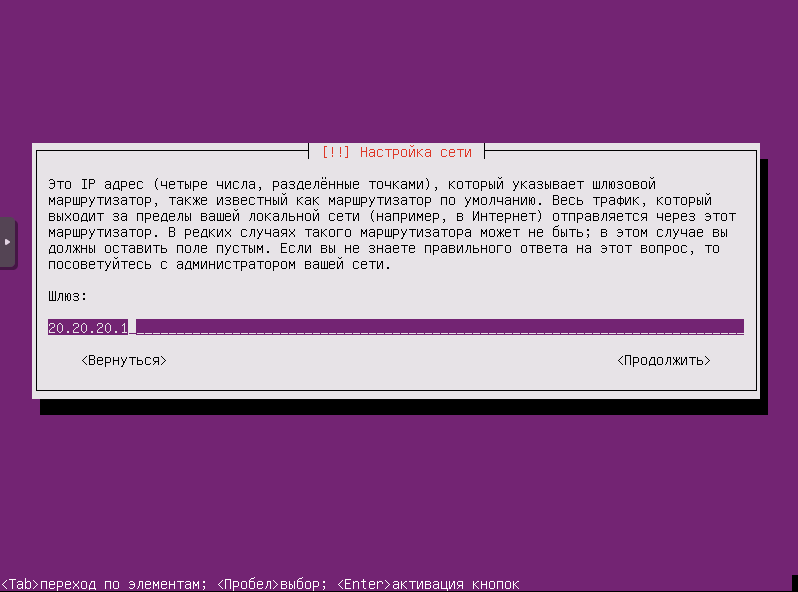 [!!] Настройка сети
Это IP адрес (четыре числа, разделённые точками), который указывает шлюзовой
маршрутизатор, также известный как маршрутизатор по умолчанию. Весь трафик, который
выходит за пределы вашей локальной сети (например, в Интернет) отправляется через этот
маршрутизатор. В редких случаях такого маршрутизатора может не быть; в этом случае вы
должны оставить поле пустым. Если вы не знаете правильного ответа на этот вопрос, то
посоветуйтесь с администратором вашей сети.
Шлюз:
20.20.20.1
<Вернуться> <Продолжить>
<Tab>переход по элементам; <Пробел>выбор; <Enter>активация кнопок